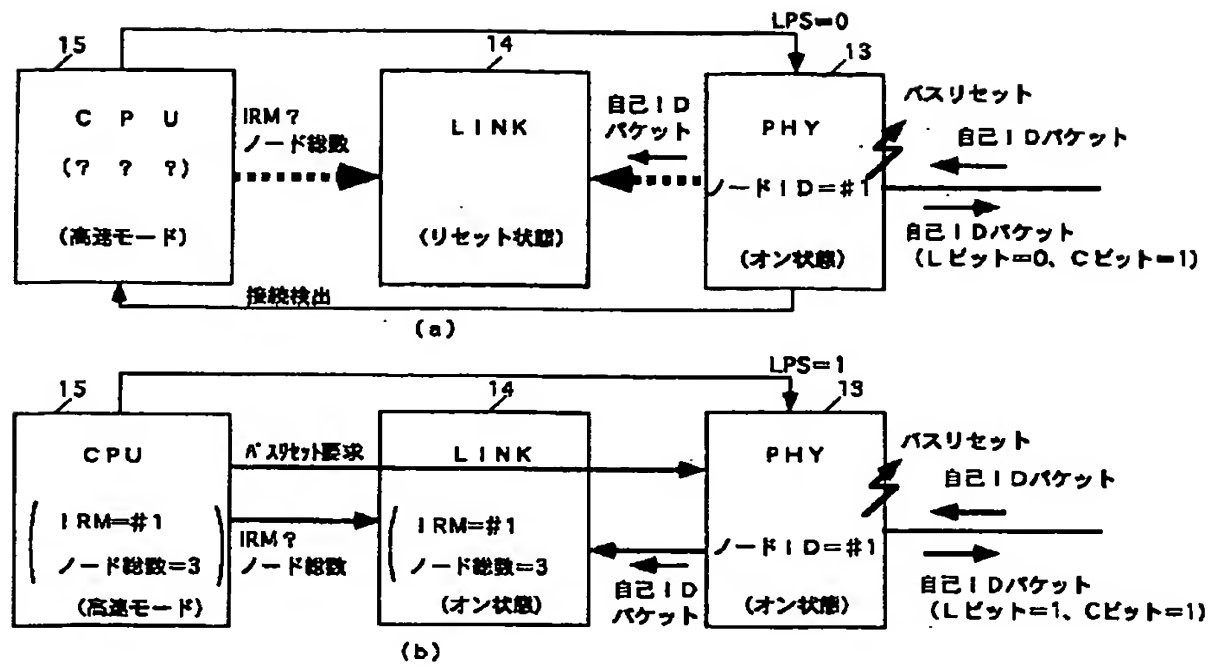 LPS=0
15
14
13
CPU
(???)
(高速モード)
IRM?
ノード総数
LINK
(リセット状態)
自己ID
パケット
PHY
ノードID=#1
(オン状態)
バスリセット
自己IDパケット
自己IDパケット
(Lビット=0、Cビット=1)
接続検出
(a)
LPS=1
15
14
13
CPU
IRM=#1
ノード総数=3
(高速モード)
バスリセット要求
IRM?
ノード総数
LINK
IRM=#1
ノード総数=3
(オン状態)
自己ID
パケット
PHY
ノードID=#1
(オン状態)
バスリセット
自己IDパケット
自己IDパケット
(Lビット=1、Cビット=1)
(b)